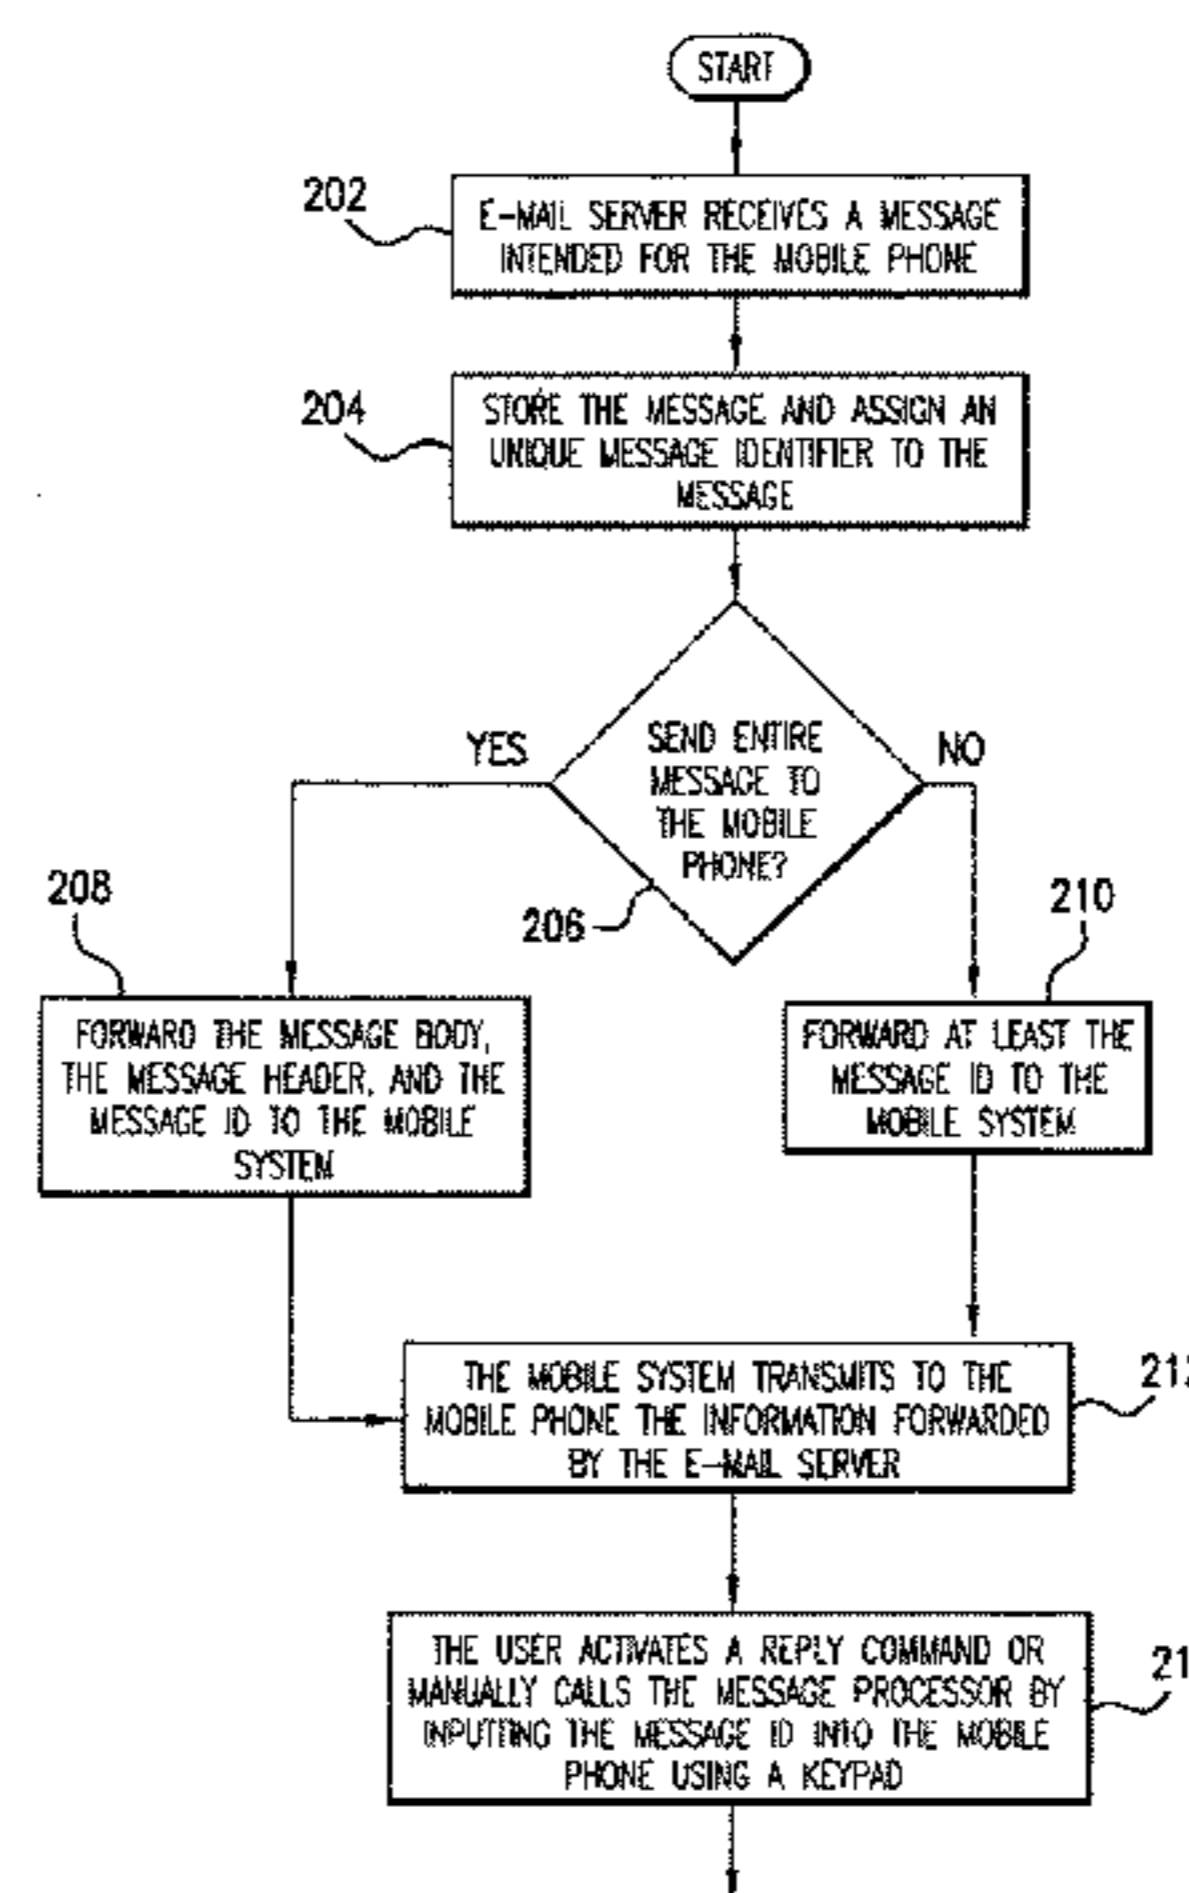 START
202
E-MAIL SERVER RECEIVES A MESSAGE
INTENDED FOR THE MOBILE PHONE
204
STORE THE MESSAGE AND ASSIGN AN
UNIQUE MESSAGE IDENTIFIER TO THE
MESSAGE
YES
SEND ENTIRE
MESSAGE TO
THE MOBILE
PHONE?
NO
206
208
FORWARD THE MESSAGE BODY,
THE MESSAGE HEADER, AND THE
MESSAGE ID TO THE MOBILE
SYSTEM
210
FORWARD AT LEAST THE
MESSAGE ID TO THE
MOBILE SYSTEM
THE MOBILE SYSTEM TRANSMITS TO THE
MOBILE PHONE THE INFORMATION FORWARDED
BY THE E-MAIL SERVER
THE USER ACTIVATES A REPLY COMMAND OR
MANUALLY CALLS THE MESSAGE PROCESSOR BY
INPUTTING THE MESSAGE ID INTO THE MOBILE
PHONE USING A KEYPAD